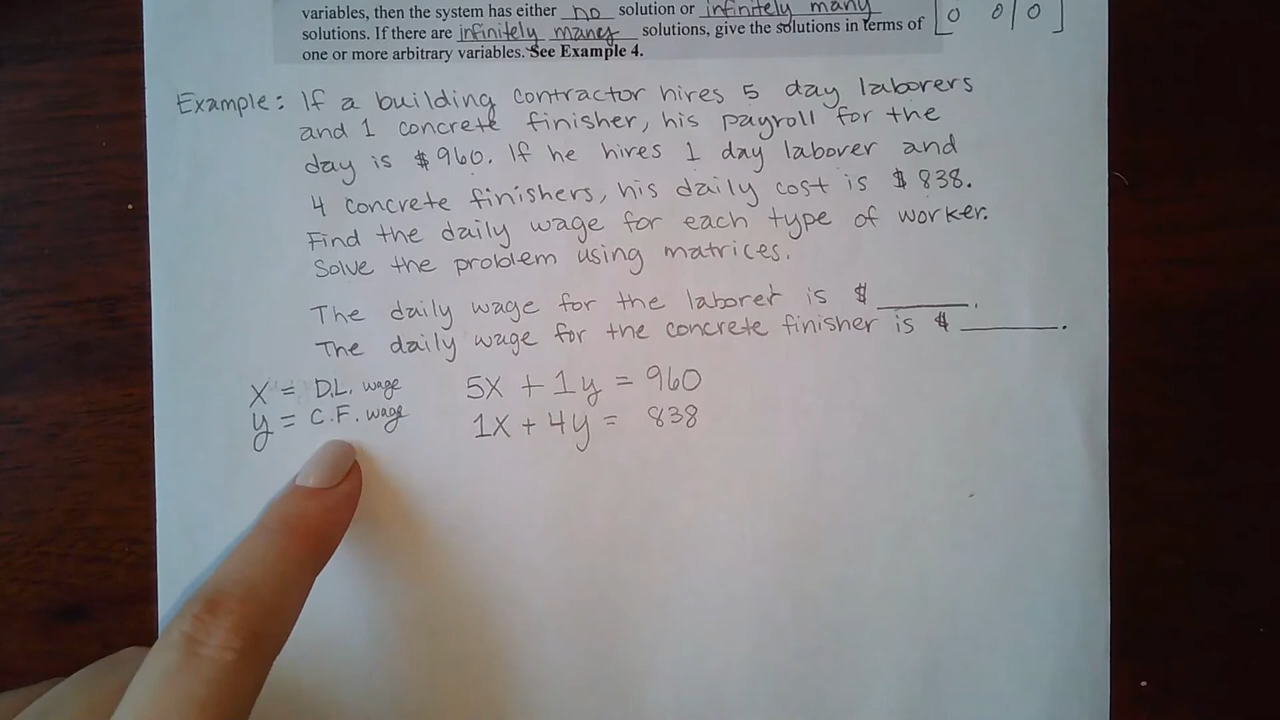 variables, then the system has either no solution or infinitely many
solutions. If there are infinitely many solutions, give the solutions in terms of
one or more arbitrary variables. See Example 4.
[0 0|0]
Example: If a building contractor hires 5 day laborers
and 1 concrete finisher, his payroll for the
day is $960. If he hires 1 day laborer and
4 concrete finishers, his daily cost is $838.
Find the daily wage for each type of worker.
Solve the problem using matrices.
The daily wage for the laborer is $______.
The daily wage for the concrete finisher is $______.
x = D.L. wage 5x + 1y = 960
y = C.F. wage 1x + 4y = 838